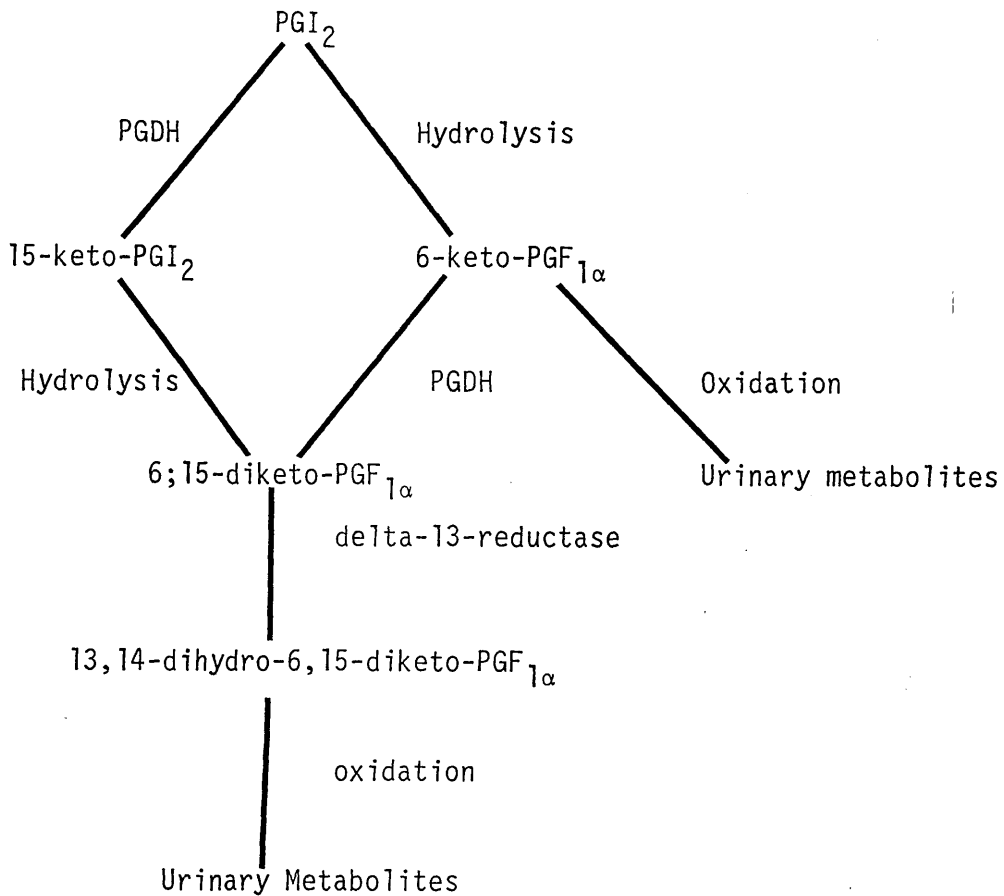 PGI₂
PGDH
Hydrolysis
15-keto-PGI₂
6-keto-PGF₁α
Hydrolysis
PGDH
Oxidation
6;15-diketo-PGF₁α
Urinary metabolites
delta-13-reductase
13,14-dihydro-6,15-diketo-PGF₁α
oxidation
Urinary Metabolites